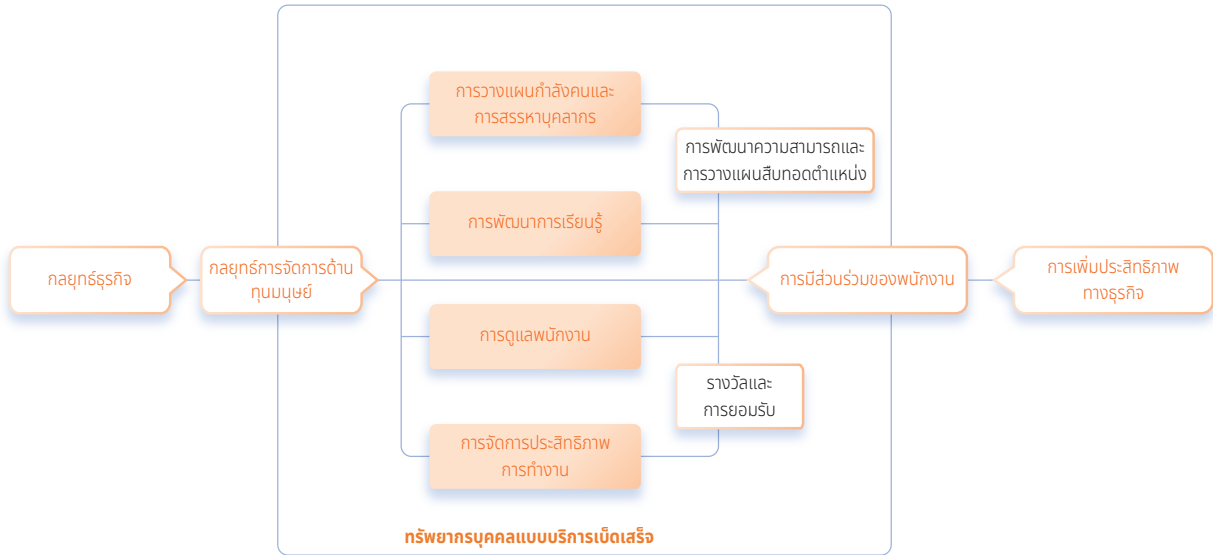 กลยุทธ์ธุรกิจ
กลยุทธ์การจัดการด้าน
ทุนมนุษย์
การวางแผนกำลังคนและ
การสรรหาบุคลากร
การพัฒนาการเรียนรู้
การดูแลพนักงาน
การจัดการประสิทธิภาพ
การทำงาน
การพัฒนาความสามารถและ
การวางแผนสืบทอดตำแหน่ง
รางวัลและ
การยอมรับ
การมีส่วนร่วมของพนักงาน
การเพิ่มประสิทธิภาพ
ทางธุรกิจ
ทรัพยากรบุคคลแบบบริการเบ็ดเสร็จ